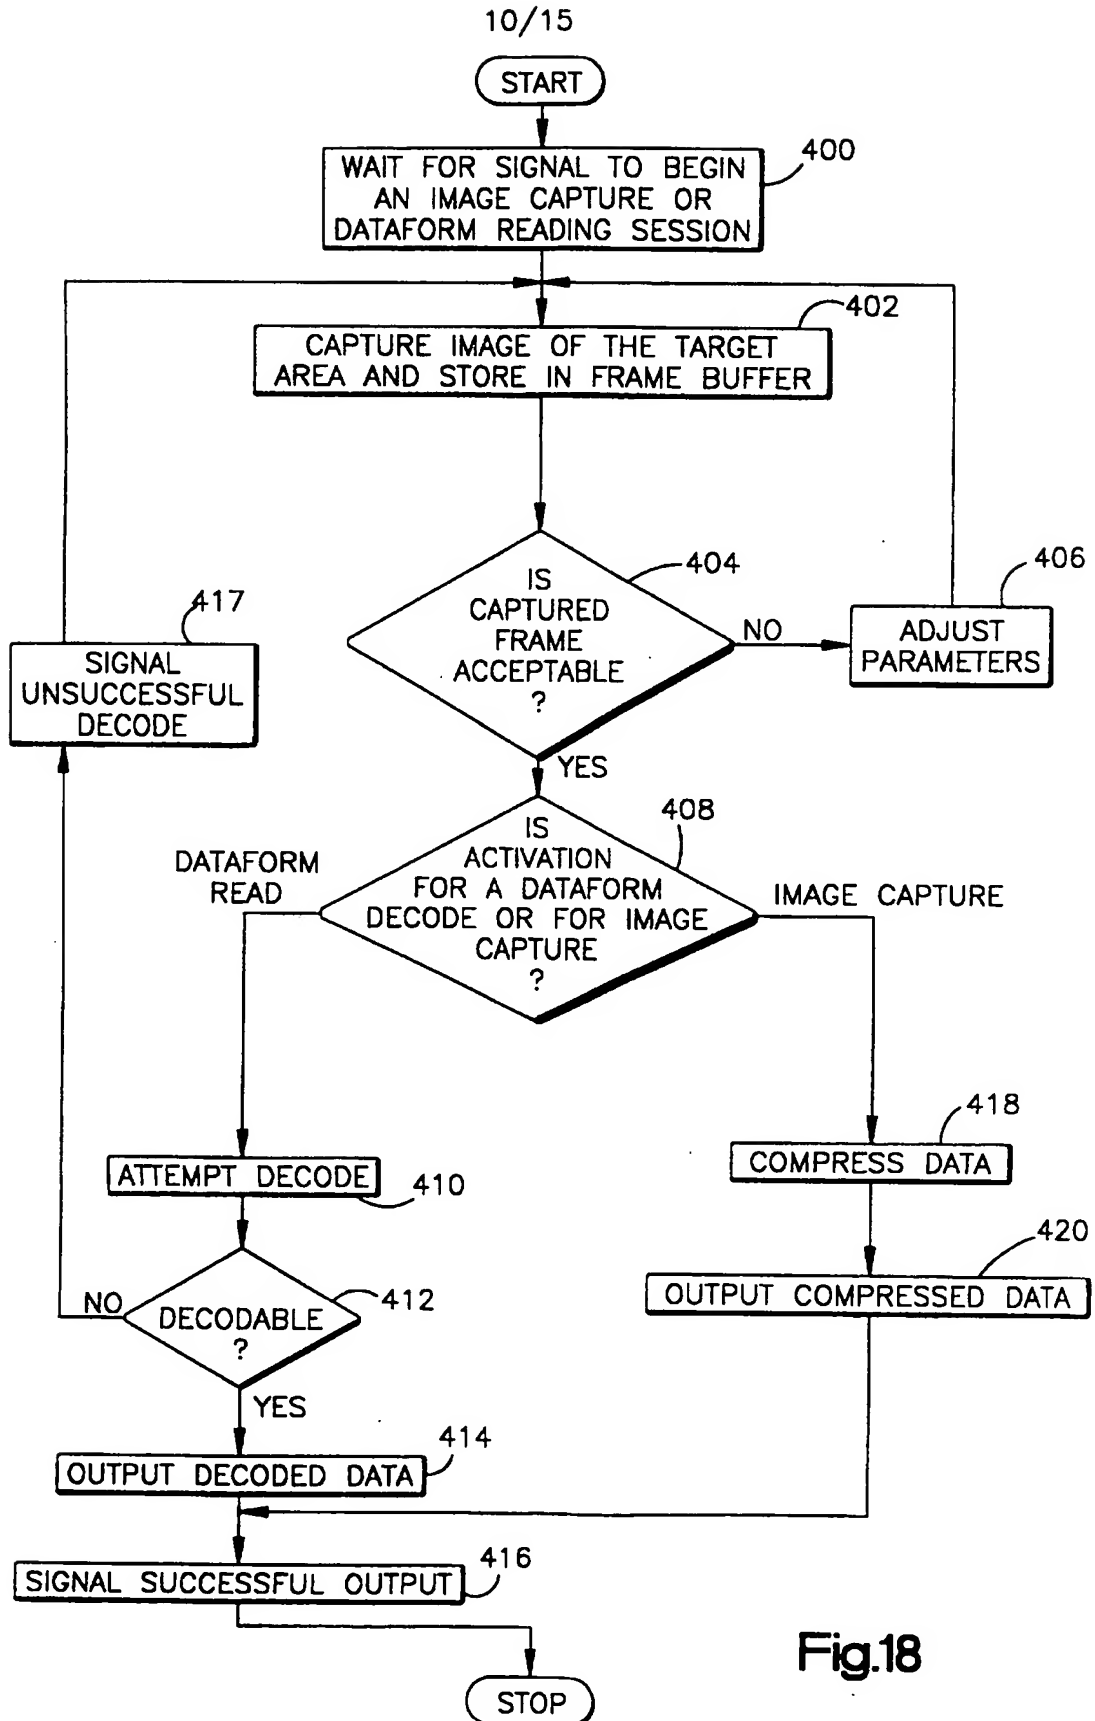 10/15
START
400
WAIT FOR SIGNAL TO BEGIN
AN IMAGE CAPTURE OR
DATAFORM READING SESSION
402
CAPTURE IMAGE OF THE TARGET
AREA AND STORE IN FRAME BUFFER
404
IS
CAPTURED
FRAME
ACCEPTABLE
?
NO
406
ADJUST
PARAMETERS
417
SIGNAL
UNSUCCESSFUL
DECODE
YES
408
IS
ACTIVATION
FOR A DATAFORM
DECODE OR FOR IMAGE
CAPTURE
?
DATAFORM
READ
IMAGE CAPTURE
ATTEMPT DECODE
410
418
COMPRESS DATA
412
DECODABLE
?
NO
420
OUTPUT COMPRESSED DATA
YES
414
OUTPUT DECODED DATA
416
SIGNAL SUCCESSFUL OUTPUT
STOP
Fig.18